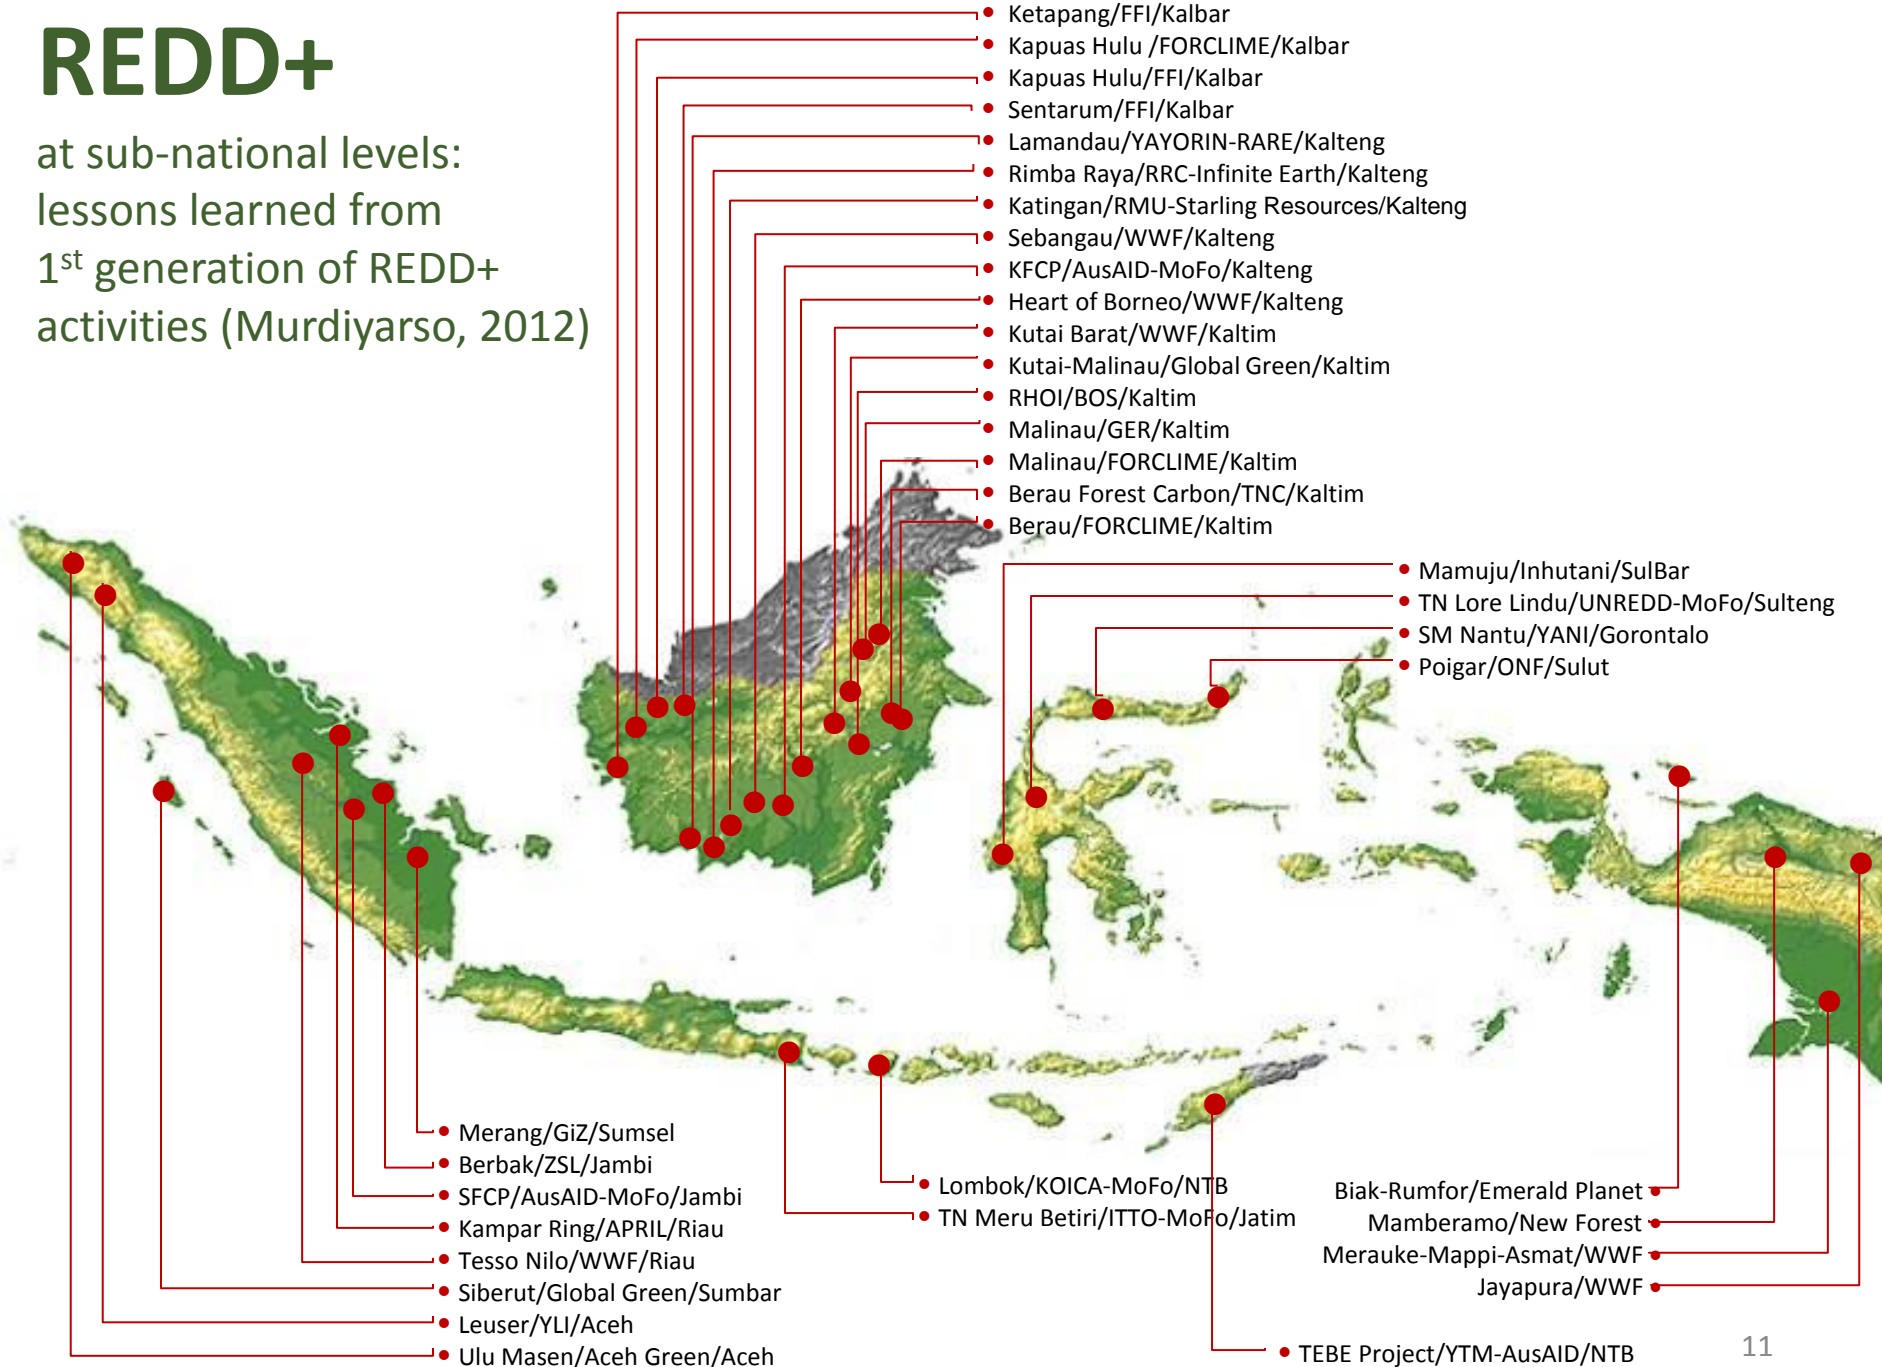 REDD+
at sub-national levels:
lessons learned from
1st generation of REDD+
activities (Murdiyarso, 2012)
Ketapang/FFI/Kalbar
Kapuas Hulu /FORCLIME/Kalbar
Kapuas Hulu/FFI/Kalbar
Sentarum/FFI/Kalbar
Lamandau/YAYORIN-RARE/Kalteng
Rimba Raya/RRC-Infinite Earth/Kalteng
Katingan/RMU-Starling Resources/Kalteng
Sebangau/WWF/Kalteng
KFCP/AusAID-MoFo/Kalteng
Heart of Borneo/WWF/Kalteng
Kutai Barat/WWF/Kaltim
Kutai-Malinau/Global Green/Kaltim
RHOI/BOS/Kaltim
Malinau/GER/Kaltim
Malinau/FORCLIME/Kaltim
Berau Forest Carbon/TNC/Kaltim
Berau/FORCLIME/Kaltim
Mamuju/Inhutani/SulBar
TN Lore Lindu/UNREDD-MoFo/Sulteng
SM Nantu/YANI/Gorontalo
Poigar/ONF/Sulut
Merang/GiZ/Sumsel
Berbak/ZSL/Jambi
SFCP/AusAID-MoFo/Jambi
Kampar Ring/APRIL/Riau
Tesso Nilo/WWF/Riau
Siberut/Global Green/Sumbar
Leuser/YLI/Aceh
Ulu Masen/Aceh Green/Aceh
Lombok/KOICA-MoFo/NTB
TN Meru Betiri/ITTO-MoFo/Jatim
Biak-Rumfor/Emerald Planet
Mamberamo/New Forest
Merauke-Mappi-Asmat/WWF
Jayapura/WWF
TEBE Project/YTM-AusAID/NTB
11